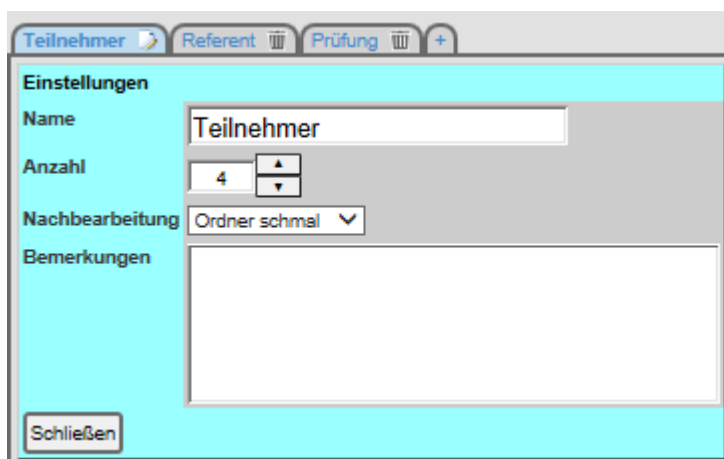 Teilnehmer Referent Prüfung +
Einstellungen
Name Teilnehmer
Anzahl 4
Nachbearbeitung Ordner schmal
Bemerkungen
Schließen